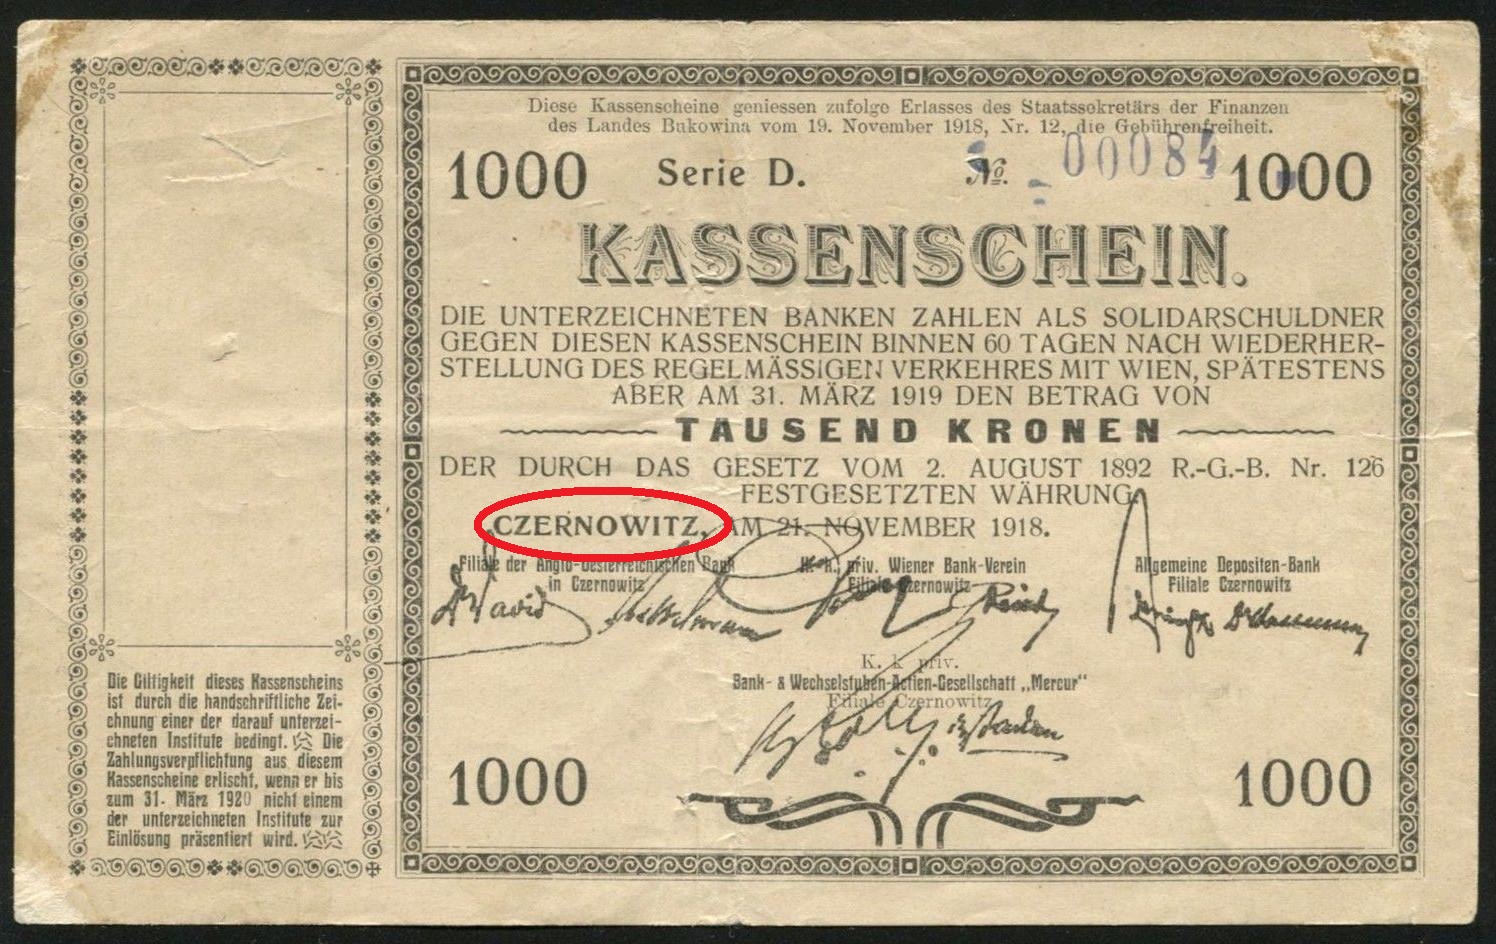 Diese Kassenscheine geniessen zufolge Erlasses des Staatssekretärs der Finanzen
des Landes Bukowina vom 19. November 1918, Nr. 12, die Gebührenfreiheit.
1000 Serie D. No. 00084 1000
KASSENSCHEIN.
DIE UNTERZEICHNETEN BANKEN ZAHLEN ALS SOLIDARSCHULDNER
GEGEN DIESEN KASSENSCHEIN BINNEN 60 TAGEN NACH WIEDERHER-
STELLUNG DES REGELMÄSSIGEN VERKEHRES MIT WIEN, SPÄTESTENS
ABER AM 31. MÄRZ 1919 DEN BETRAG VON
TAUSEND KRONEN
DER DURCH DAS GESETZ VOM 2. AUGUST 1892 R.-G.-B. Nr. 126
FESTGESETZTEN WÄHRUNG
CZERNOWITZ, AM 21. NOVEMBER 1918.
Filiale der Anglo-Oesterreichischen Bank
in Czernowitz
K. k. priv. Wiener Bank-Verein
Filiale Czernowitz
Allgemeine Depositen-Bank
Filiale Czernowitz
Dr David
K. k. priv.
Bank- & Wechselstuben-Actien-Gesellschaft „Mercur"
Filiale Czernowitz
1000 1000
Die Giltigkeit dieses Kassenscheins
ist durch die handschriftliche Zei-
chnung einer der darauf unterzei-
chneten Institute bedingt. Die
Zahlungsverpflichtung aus diesem
Kassenscheine erlischt, wenn er bis
zum 31. März 1920 nicht einem
der unterzeichneten Institute zur
Einlösung präsentiert wird.